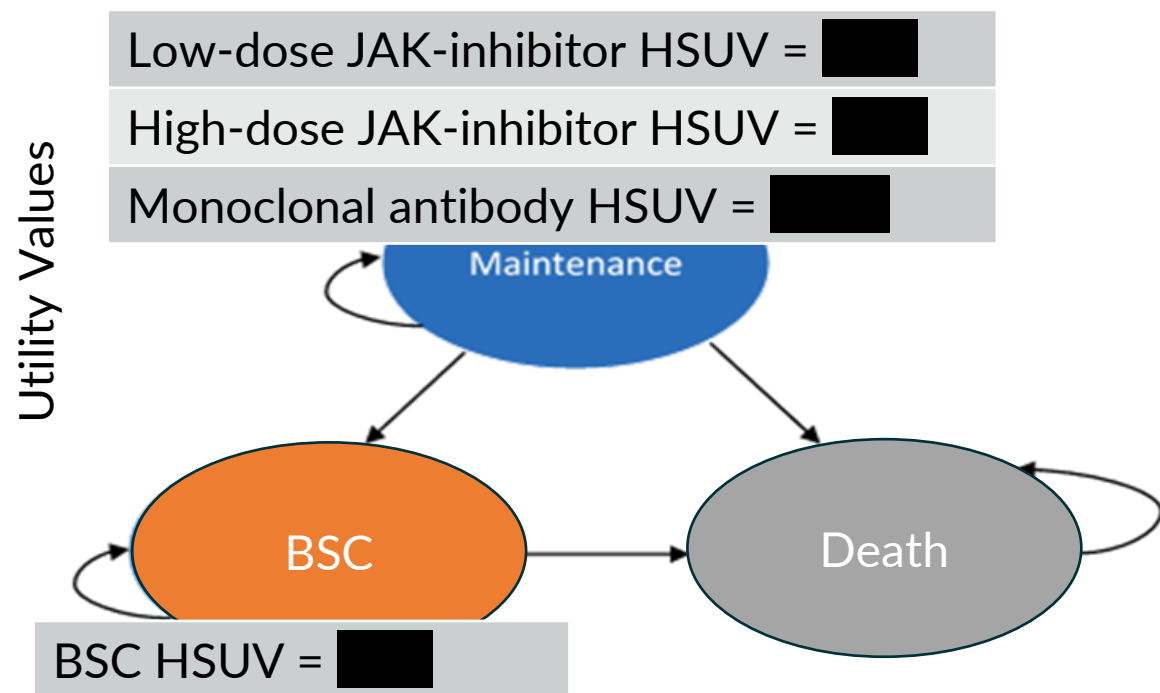 Low-dose JAK-inhibitor HSUV =
High-dose JAK-inhibitor HSUV =
Monoclonal antibody HSUV =
Utility Values
Maintenance
BSC
Death
BSC HSUV =